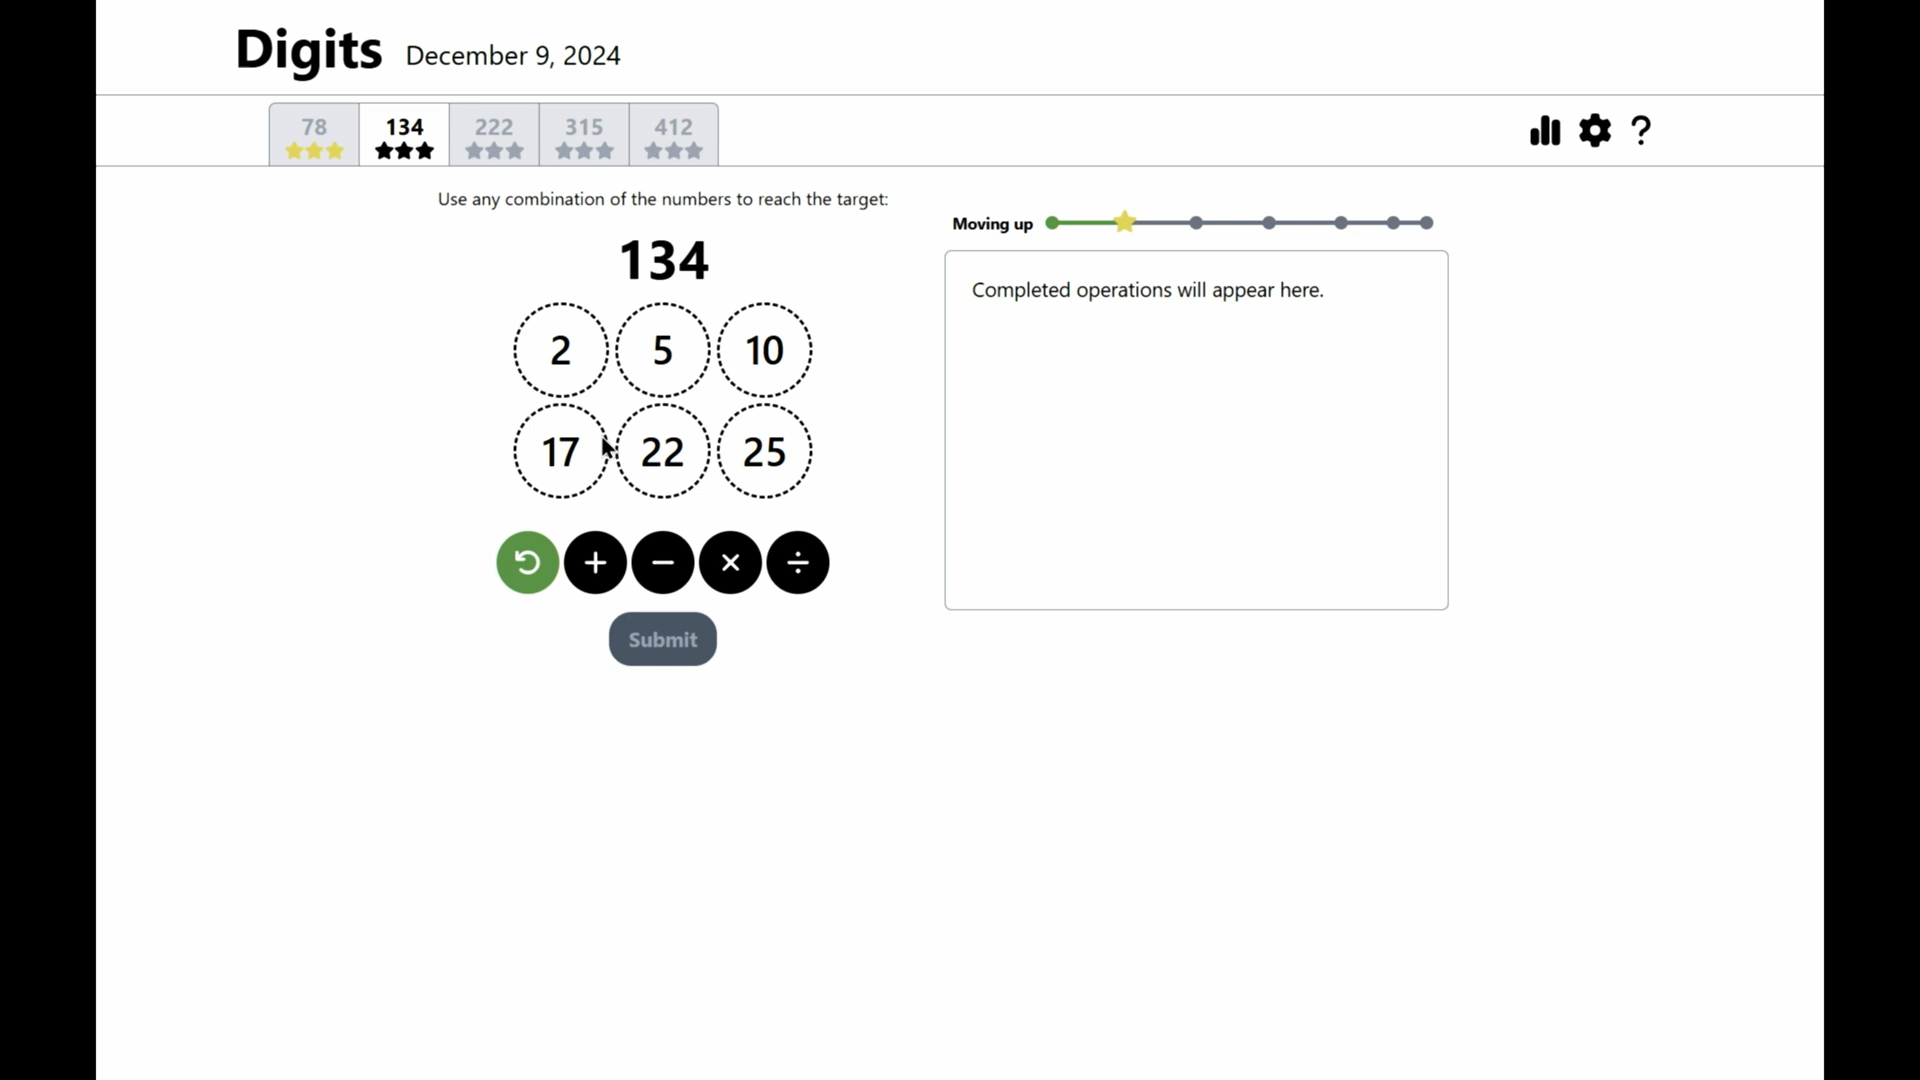 Digits December 9, 2024
78 134 222 315 412
Use any combination of the numbers to reach the target:
134
2 5 10
17 22 25
+ − × ÷
Submit
Moving up
Completed operations will appear here.
?